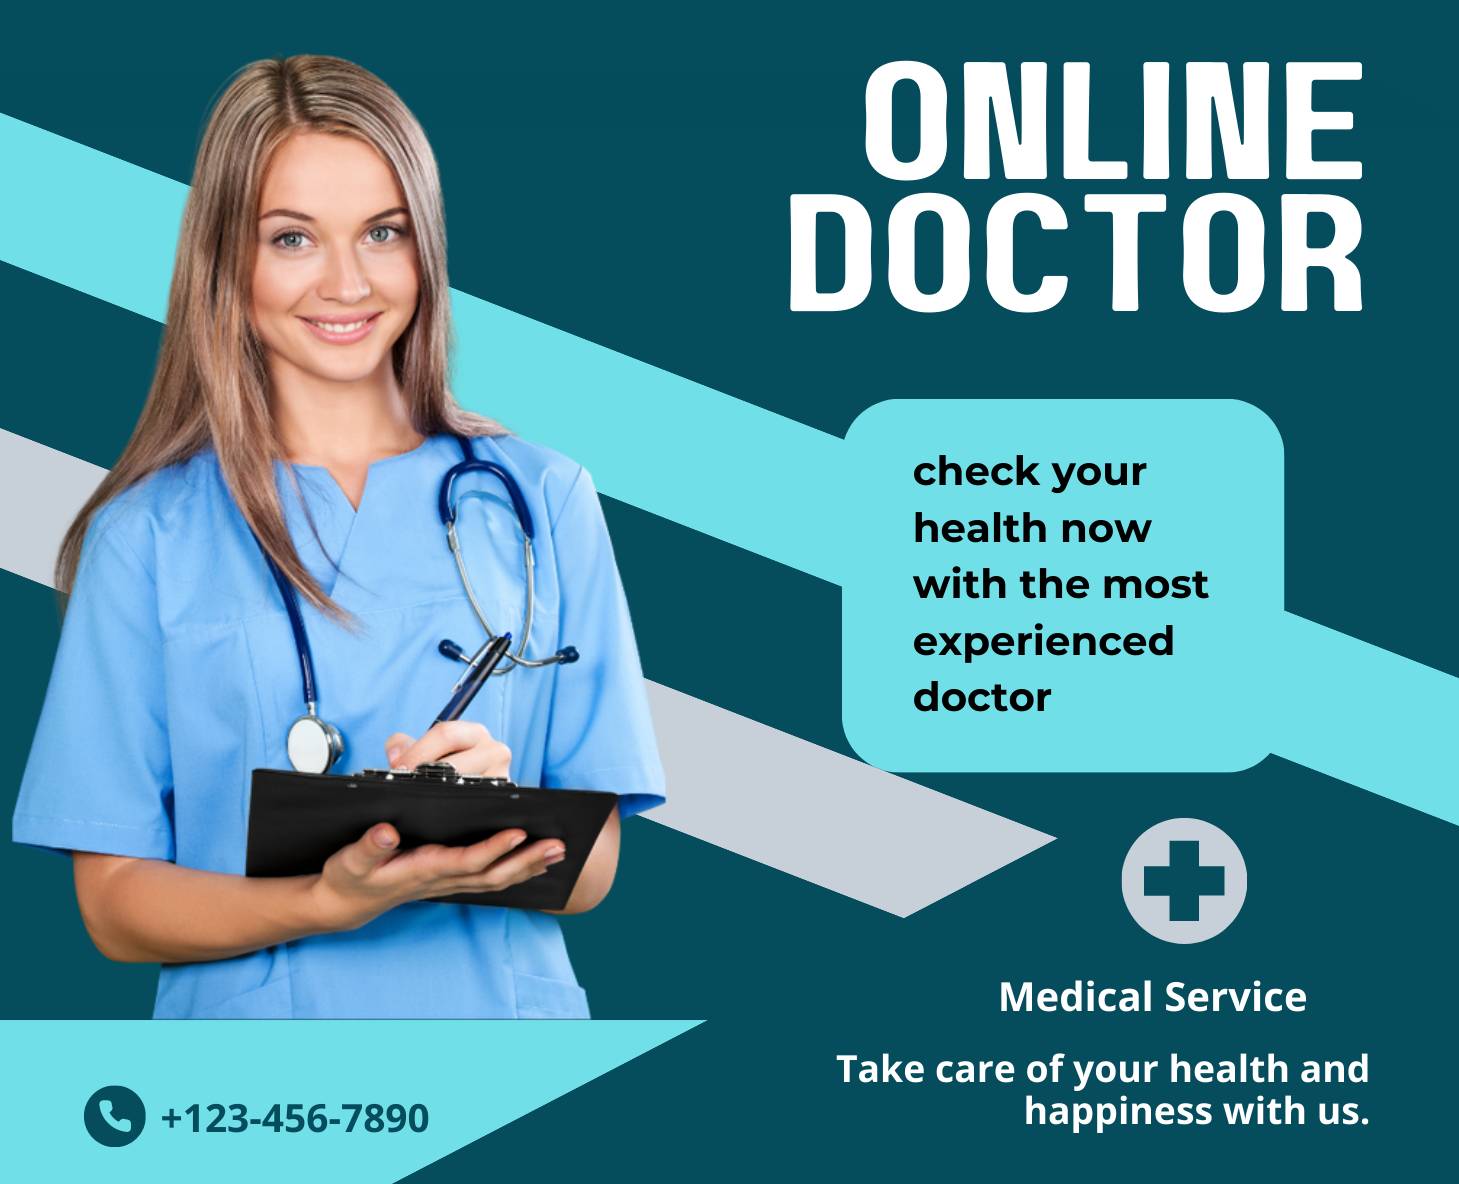 ONLINE
DOCTOR
check your
health now
with the most
experienced
doctor
Medical Service
Take care of your health and
happiness with us.
+123-456-7890